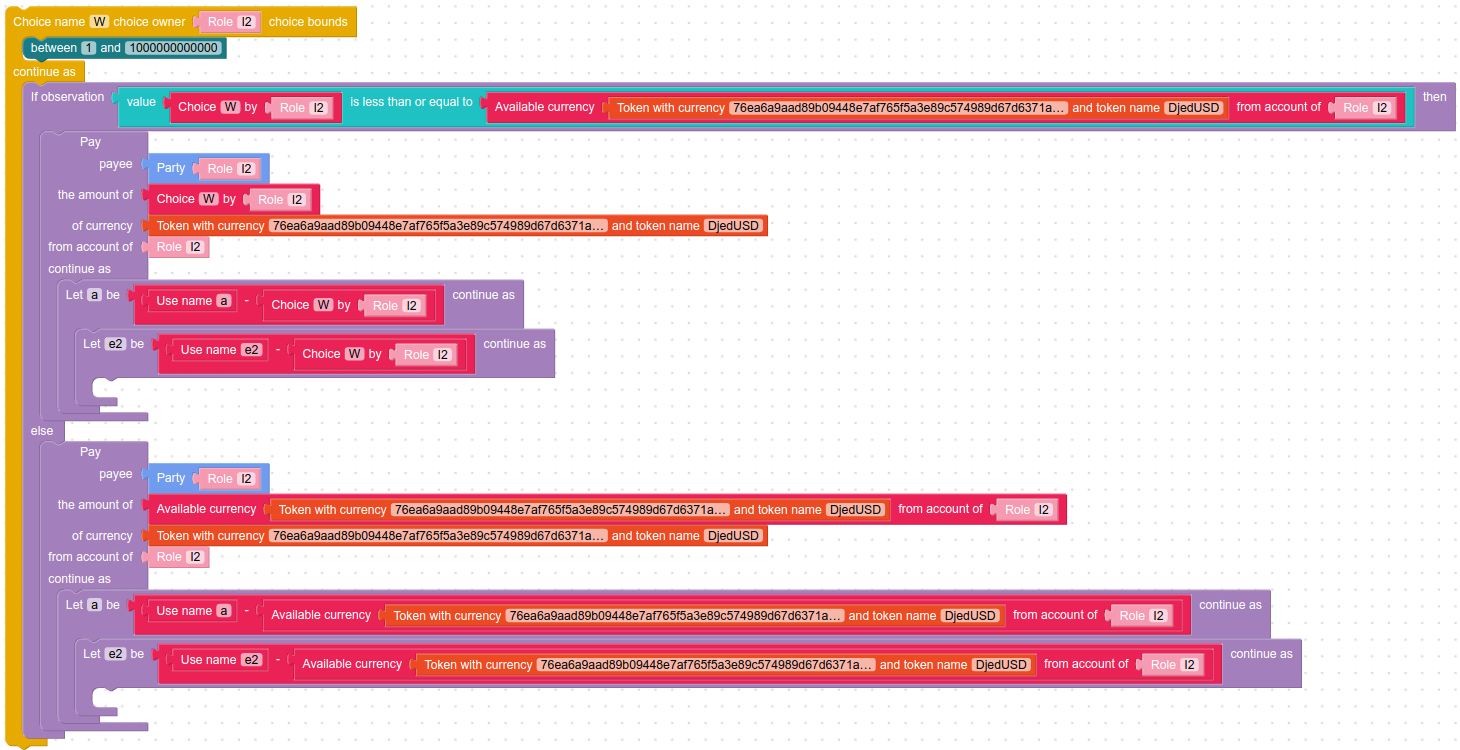 Choice name W choice owner Role I2 choice bounds
between 1 and 1000000000000
continue as
If observation value Choice W by Role I2 is less than or equal to Available currency Token with currency 76ea6a9aad89b09448e7af765f5a3e89c574989d67d6371a... and token name DjedUSD from account of Role I2 then
Pay
payee Party Role I2
the amount of Choice W by Role I2
of currency Token with currency 76ea6a9aad89b09448e7af765f5a3e89c574989d67d6371a... and token name DjedUSD
from account of Role I2
continue as
Let a be Use name a - Choice W by Role I2 continue as
Let e2 be Use name e2 - Choice W by Role I2 continue as
else
Pay
payee Party Role I2
the amount of Available currency Token with currency 76ea6a9aad89b09448e7af765f5a3e89c574989d67d6371a... and token name DjedUSD from account of Role I2
of currency Token with currency 76ea6a9aad89b09448e7af765f5a3e89c574989d67d6371a... and token name DjedUSD
from account of Role I2
continue as
Let a be Use name a - Available currency Token with currency 76ea6a9aad89b09448e7af765f5a3e89c574989d67d6371a... and token name DjedUSD from account of Role I2 continue as
Let e2 be Use name e2 - Available currency Token with currency 76ea6a9aad89b09448e7af765f5a3e89c574989d67d6371a... and token name DjedUSD from account of Role I2 continue as